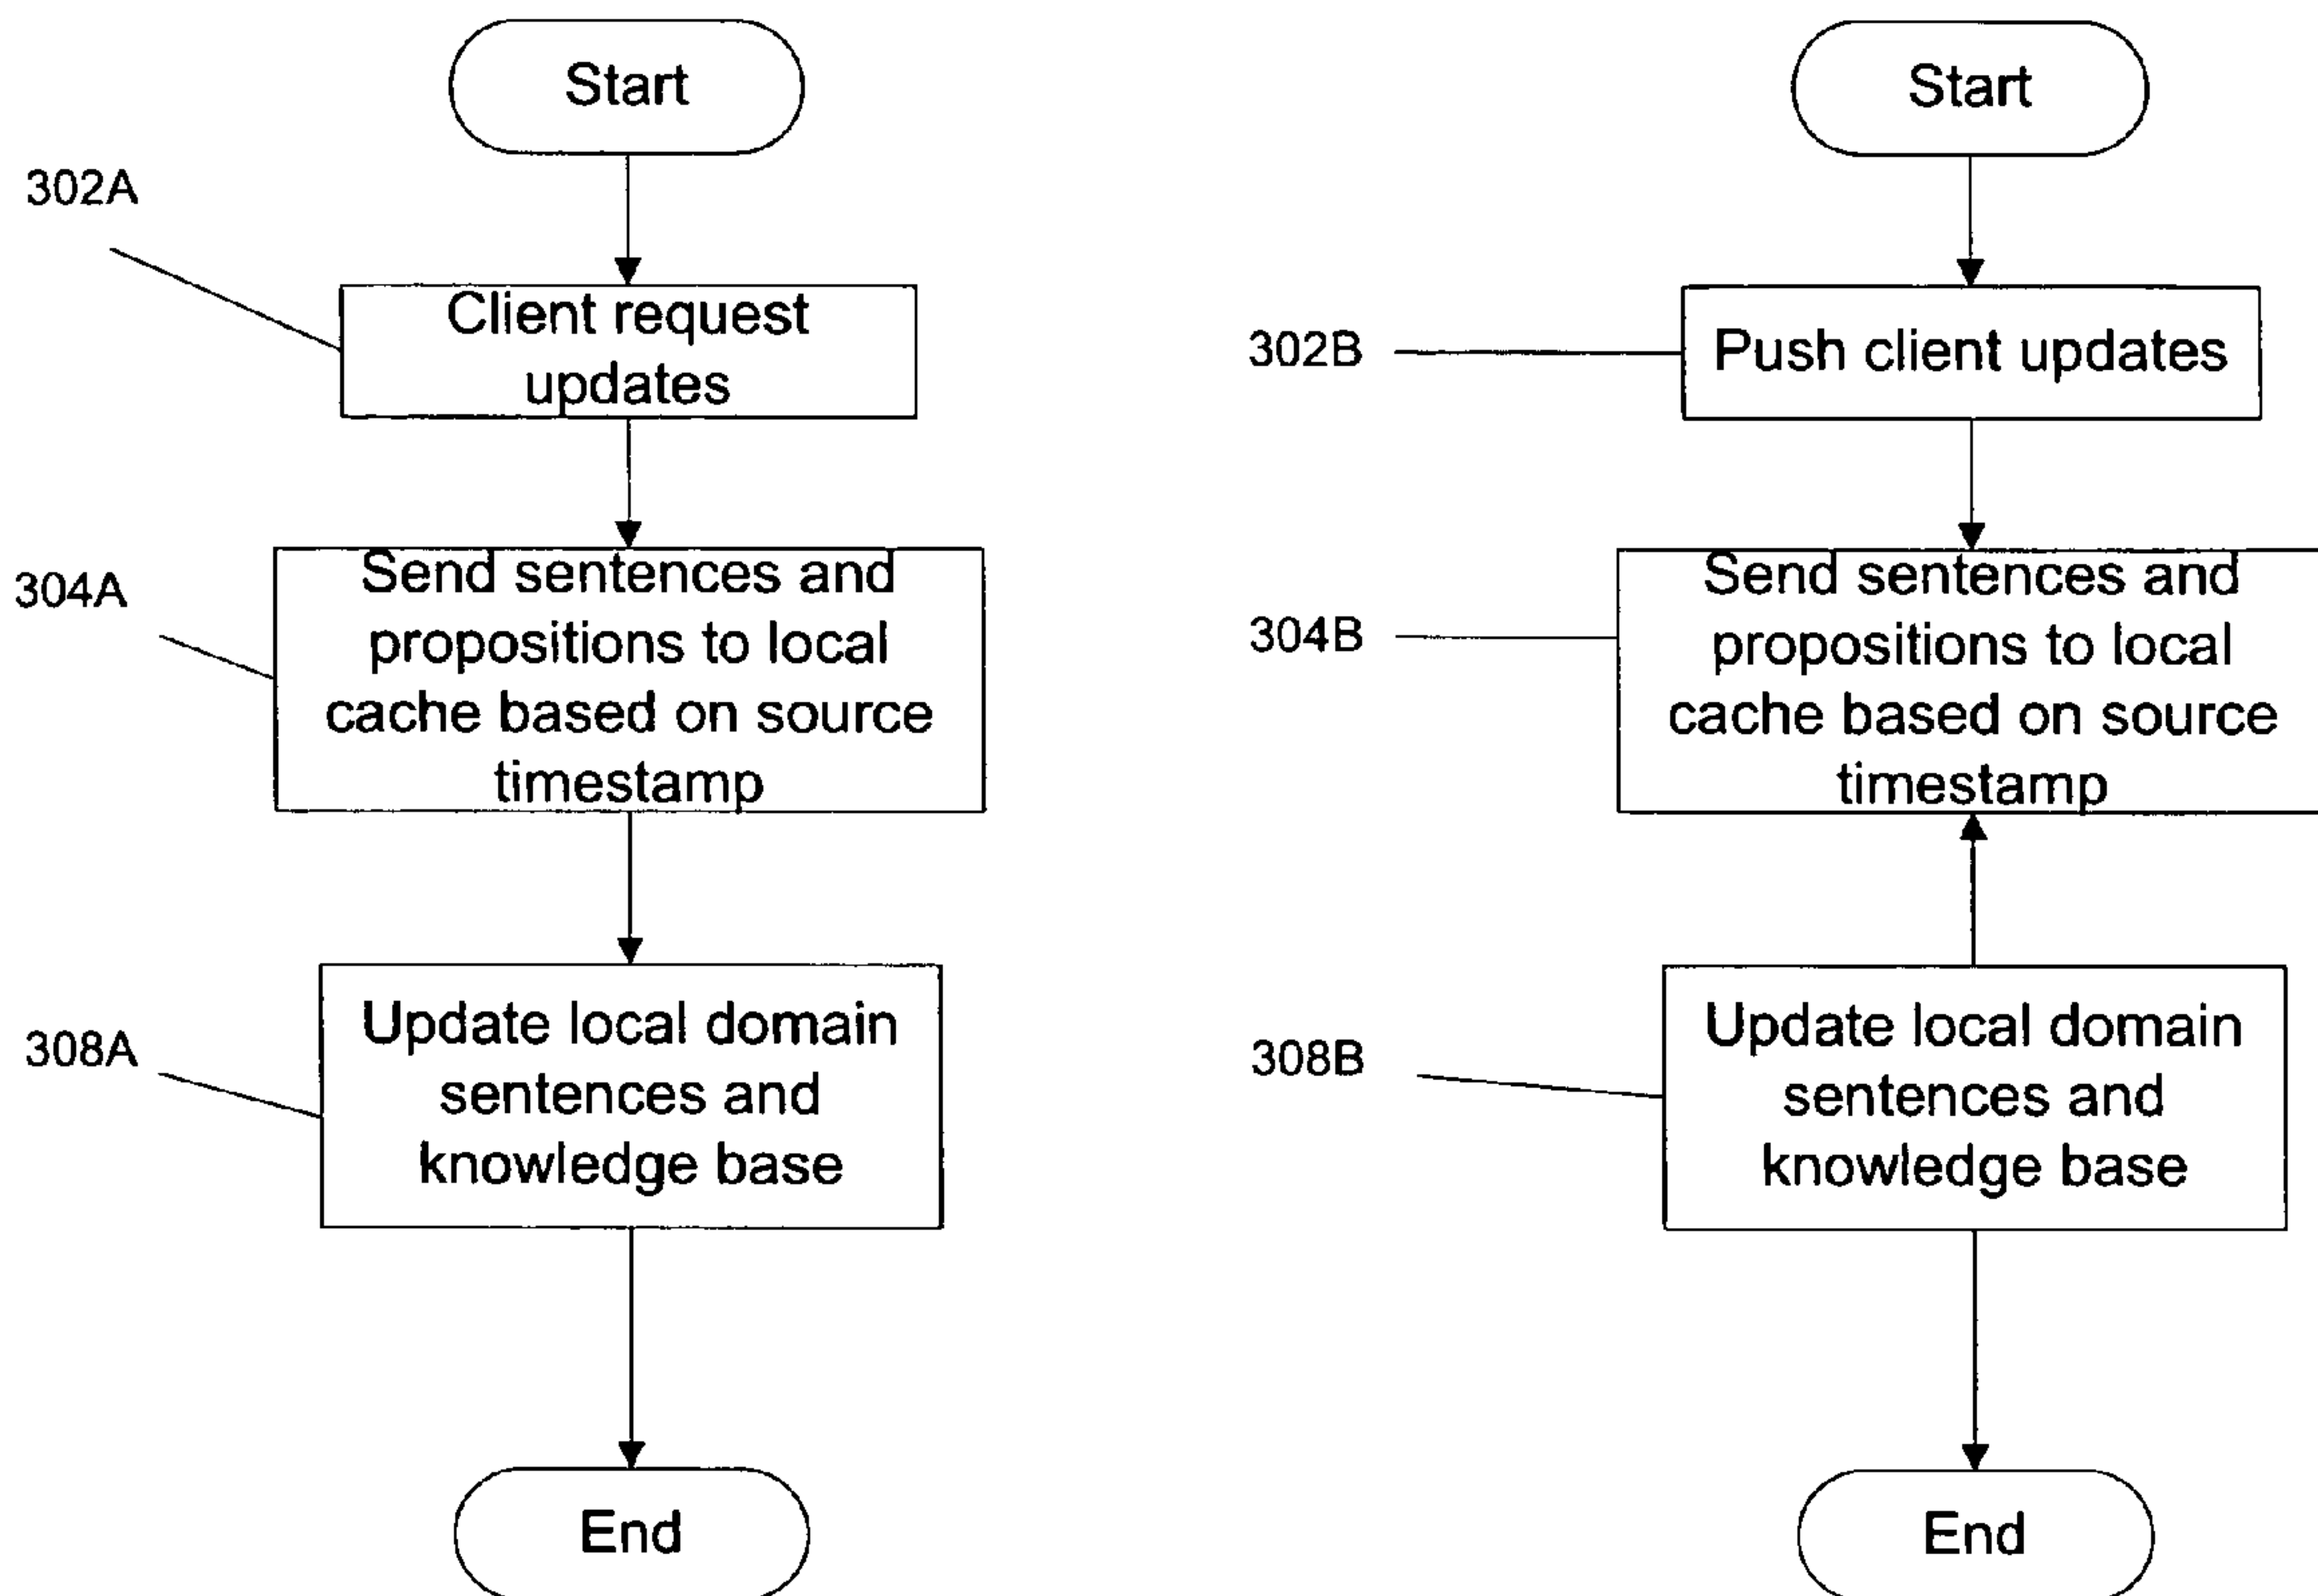 Start
302A
Client request
updates
304A
Send sentences and
propositions to local
cache based on source
timestamp
308A
Update local domain
sentences and
knowledge base
End
Start
302B
Push client updates
304B
Send sentences and
propositions to local
cache based on source
timestamp
308B
Update local domain
sentences and
knowledge base
End